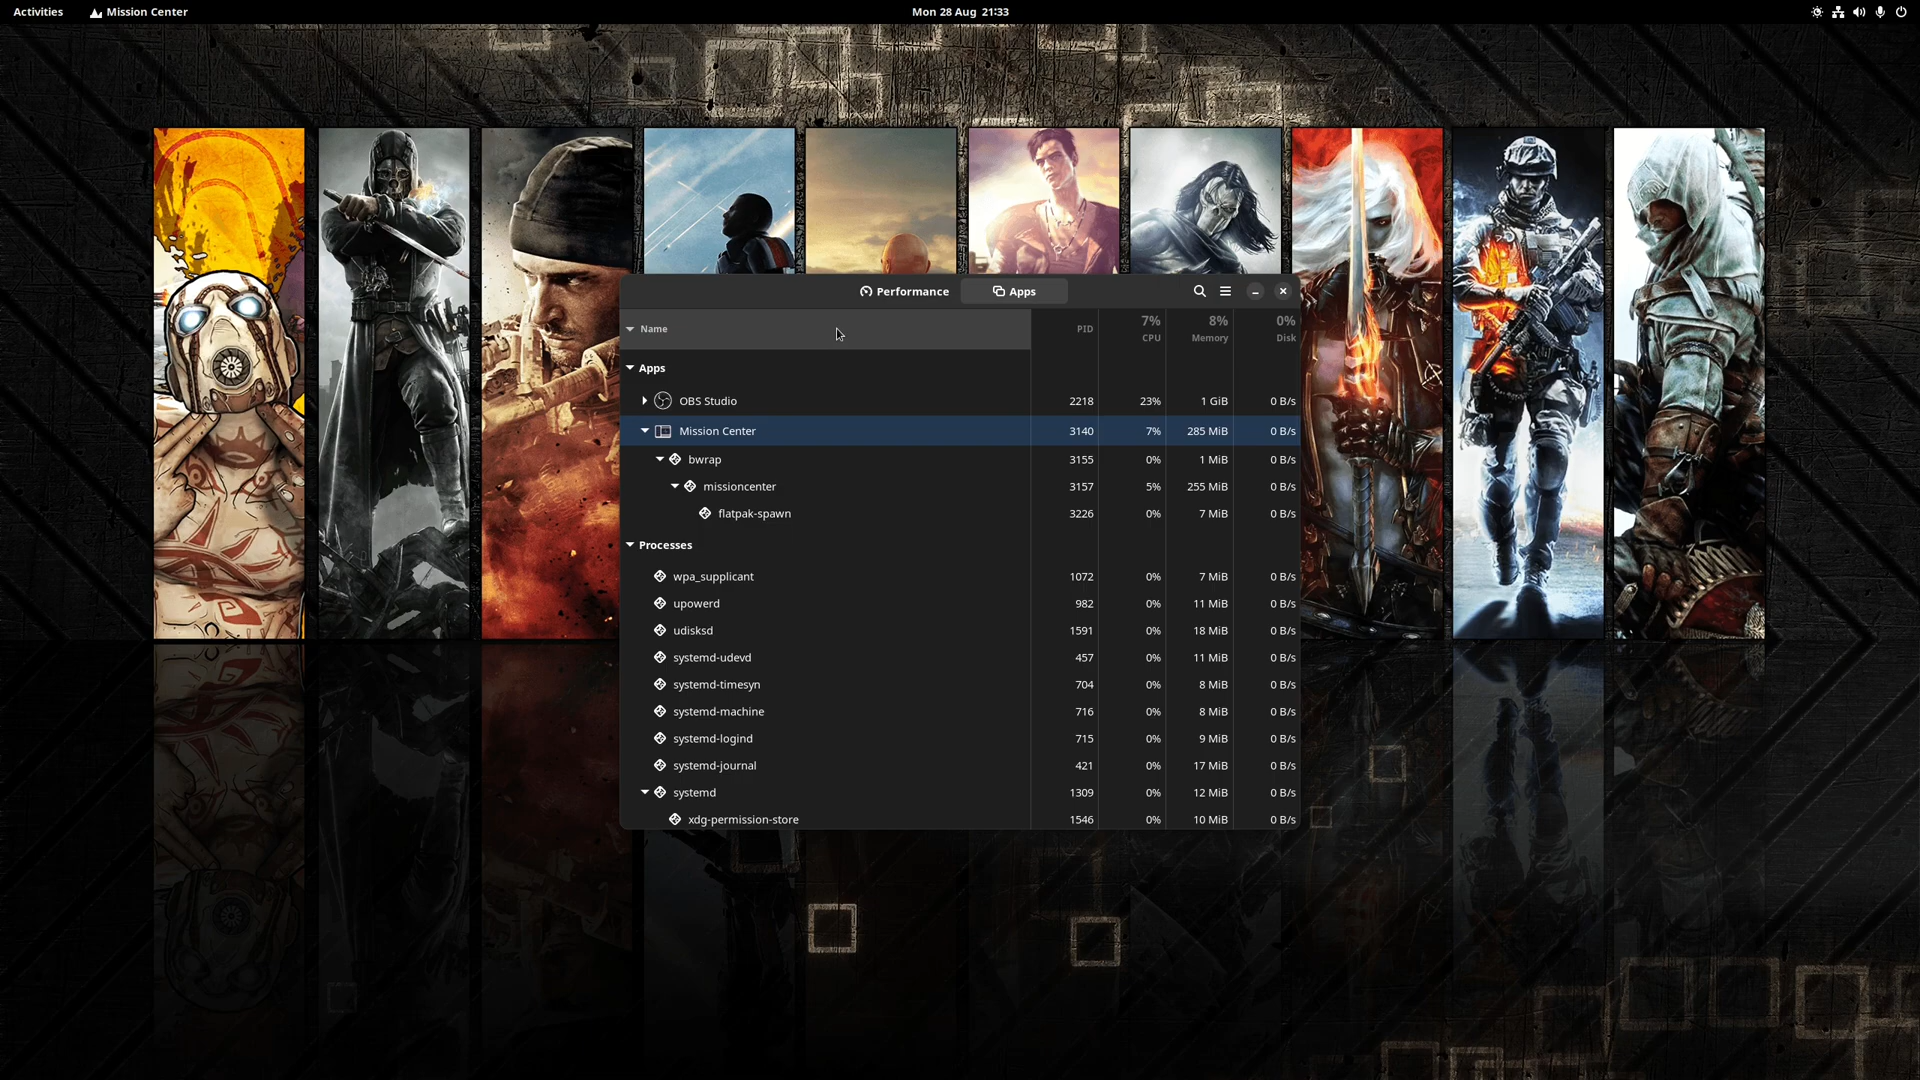 Activities Mission Center Mon 28 Aug 21:33
Performance Apps
Name PID 7% CPU 8% Memory 0% Disk
Apps
OBS Studio 2218 23% 1 GiB 0 B/s
Mission Center 3140 7% 285 MiB 0 B/s
bwrap 3155 0% 1 MiB 0 B/s
missioncenter 3157 5% 255 MiB 0 B/s
flatpak-spawn 3226 0% 7 MiB 0 B/s
Processes
wpa_supplicant 1072 0% 7 MiB 0 B/s
upowerd 982 0% 11 MiB 0 B/s
udisksd 1591 0% 18 MiB 0 B/s
systemd-udevd 457 0% 11 MiB 0 B/s
systemd-timesyn 704 0% 8 MiB 0 B/s
systemd-machine 716 0% 8 MiB 0 B/s
systemd-logind 715 0% 9 MiB 0 B/s
systemd-journal 421 0% 17 MiB 0 B/s
systemd 1309 0% 12 MiB 0 B/s
xdg-permission-store 1546 0% 10 MiB 0 B/s